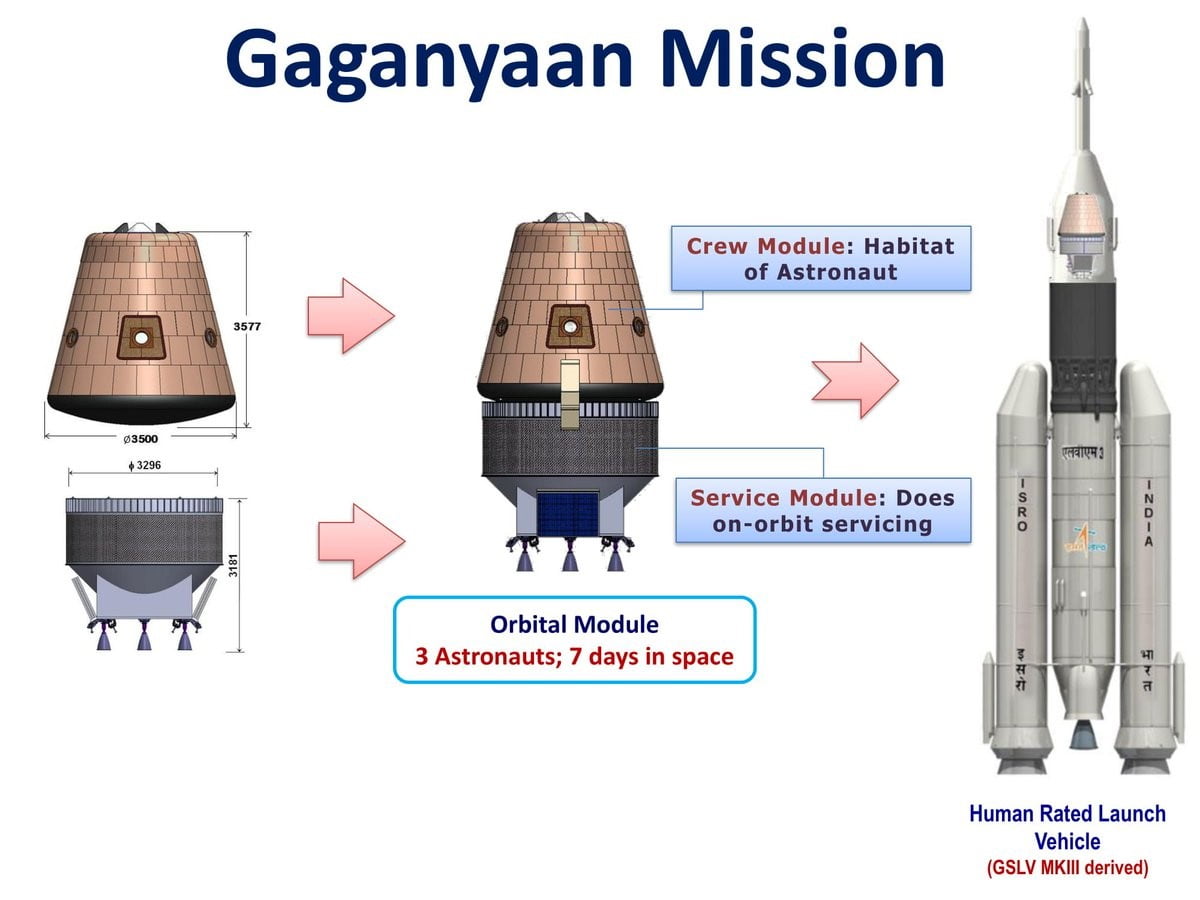 Gaganyaan Mission
3577
Ø3500
ϕ 3296
3181
Crew Module: Habitat
of Astronaut
Service Module: Does
on-orbit servicing
Orbital Module
3 Astronauts; 7 days in space
एलवीएम 3
ISRO
INDIA
इसरो
भारत
Human Rated Launch
Vehicle
(GSLV MKIII derived)